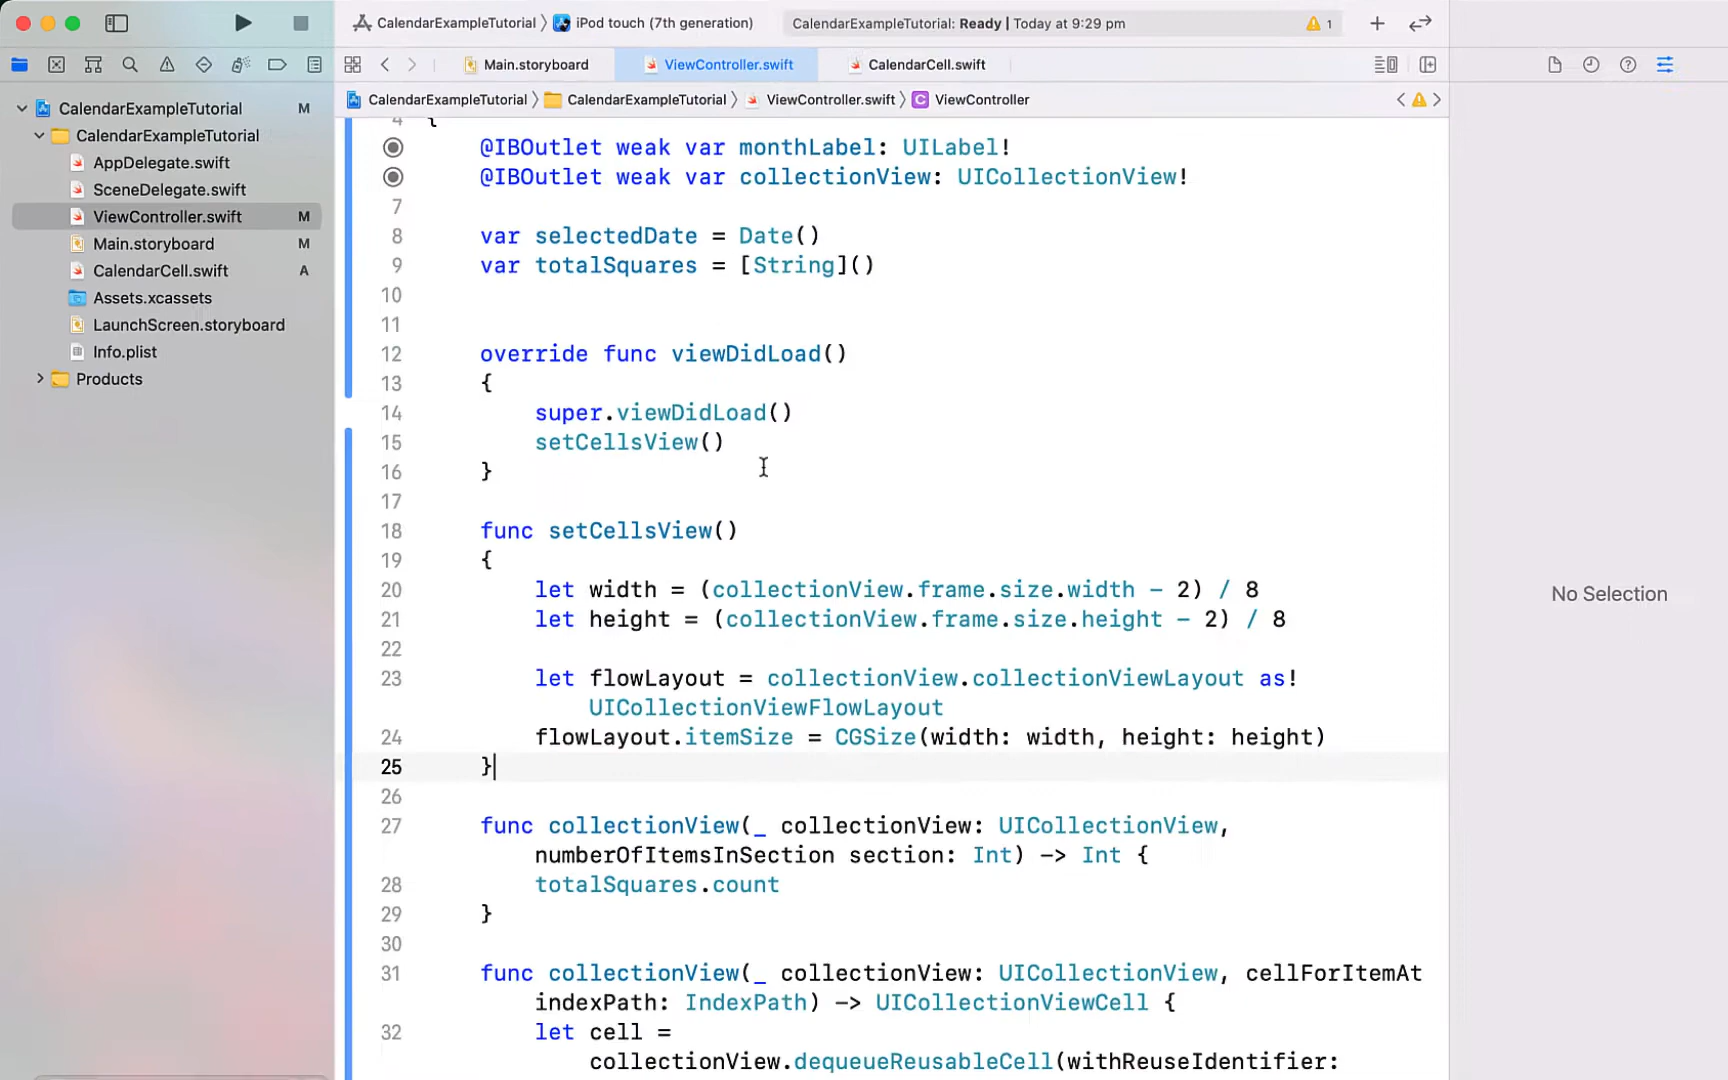 CalendarExampleTutorial 〉 iPod touch (7th generation)
CalendarExampleTutorial: Ready | Today at 9:29 pm
1
Main.storyboard
ViewController.swift
CalendarCell.swift
CalendarExampleTutorial 〉 CalendarExampleTutorial 〉 ViewController.swift 〉 C ViewController
CalendarExampleTutorial M
CalendarExampleTutorial
AppDelegate.swift
SceneDelegate.swift
ViewController.swift M
Main.storyboard M
CalendarCell.swift A
Assets.xcassets
LaunchScreen.storyboard
Info.plist
Products
4 {
@IBOutlet weak var monthLabel: UILabel!
@IBOutlet weak var collectionView: UICollectionView!
7
8 var selectedDate = Date()
9 var totalSquares = [String]()
10
11
12 override func viewDidLoad()
13 {
14 super.viewDidLoad()
15 setCellsView()
16 }
17
18 func setCellsView()
19 {
20 let width = (collectionView.frame.size.width - 2) / 8
21 let height = (collectionView.frame.size.height - 2) / 8
22
23 let flowLayout = collectionView.collectionViewLayout as!
UICollectionViewFlowLayout
24 flowLayout.itemSize = CGSize(width: width, height: height)
25 }
26
27 func collectionView(_ collectionView: UICollectionView,
numberOfItemsInSection section: Int) -> Int {
28 totalSquares.count
29 }
30
31 func collectionView(_ collectionView: UICollectionView, cellForItemAt
indexPath: IndexPath) -> UICollectionViewCell {
32 let cell =
collectionView.dequeueReusableCell(withReuseIdentifier:
No Selection